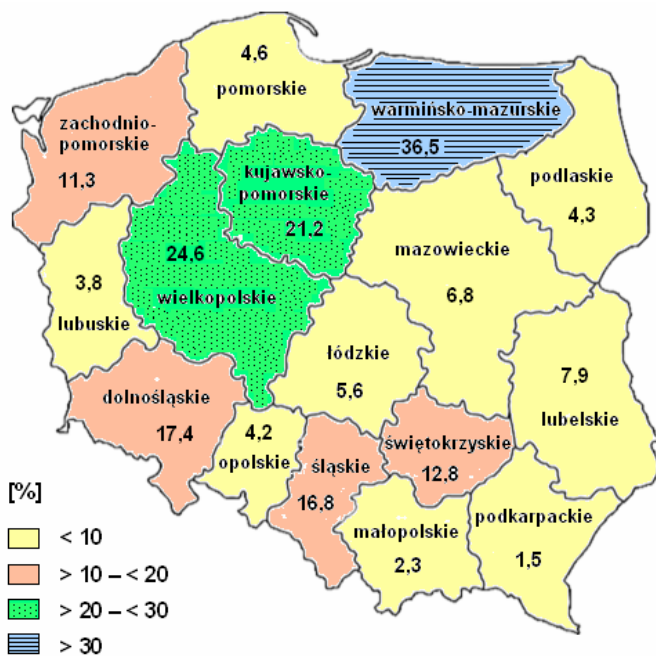 4,6
pomorskie
warmińsko-mazurskie
36,5
zachodnio-
pomorskie
11,3
kujawsko-
pomorskie
21,2
podlaskie
4,3
24,6
wielkopolskie
mazowieckie
6,8
3,8
lubuskie
łódzkie
5,6
7,9
lubelskie
dolnośląskie
17,4
4,2
opolskie
śląskie
16,8
świętokrzyskie
12,8
małopolskie
2,3
podkarpackie
1,5
[%]
< 10
> 10 – < 20
> 20 – < 30
> 30